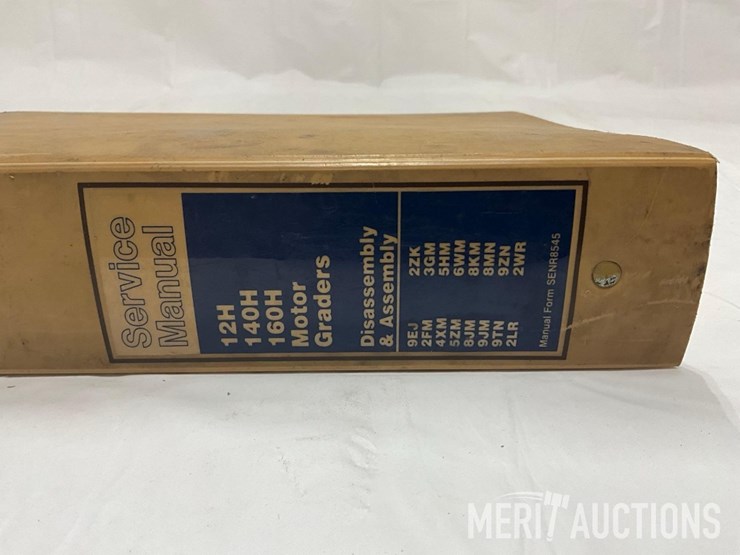 Service
Manual
12H
140H
160H
Motor
Graders
Disassembly
& Assembly
9EJ 2ZK
2FM 3GM
4XM 5HM
5ZM 6WM
8JM 8KM
9JM 8MN
9TN 9ZN
2LR 2WR
Manual Form SENR8545
MERIT AUCTIONS